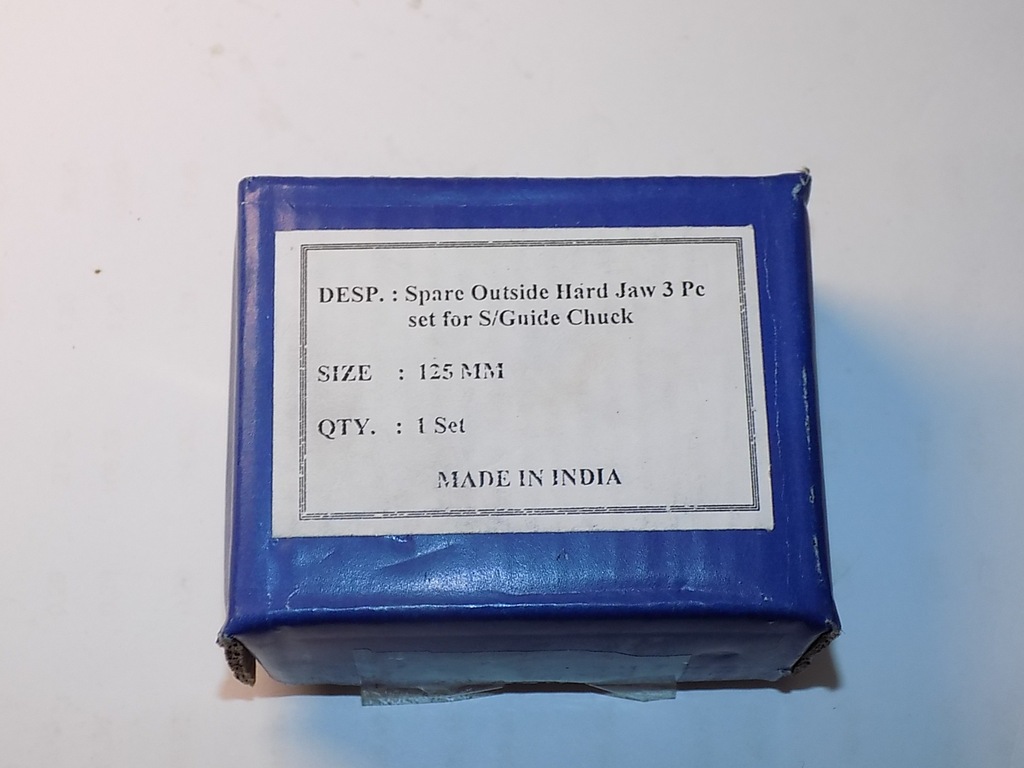 DESP. : Spare Outside Hard Jaw 3 Pc
set for S/Guide Chuck
SIZE : 125 MM
QTY. : 1 Set
MADE IN INDIA